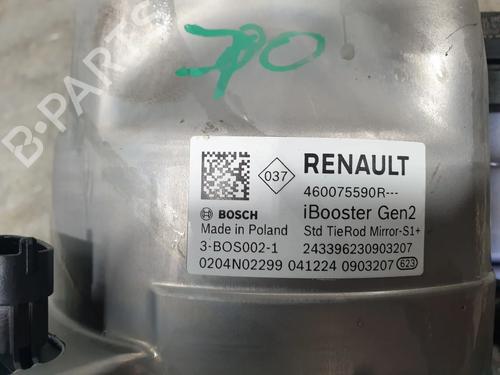 70
B-PARTS
037
RENAULT
460075590R---
BOSCH
iBooster Gen2
Made in Poland
Std TieRod Mirror-S1+
3-BOS002-1
243396230903207
0204N02299 041224 0903207 623